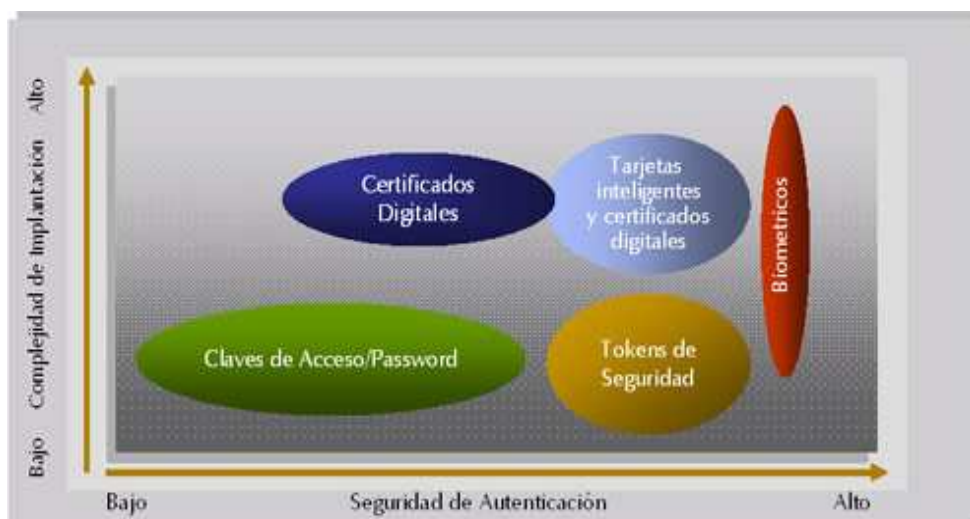 Alto
Complejidad de Implantación
Bajo
Certificados
Digitales
Tarjetas
inteligentes
y certificados
digitales
Biometricos
Claves de Acceso/Password
Tokens de
Seguridad
Bajo
Seguridad de Autenticación
Alto